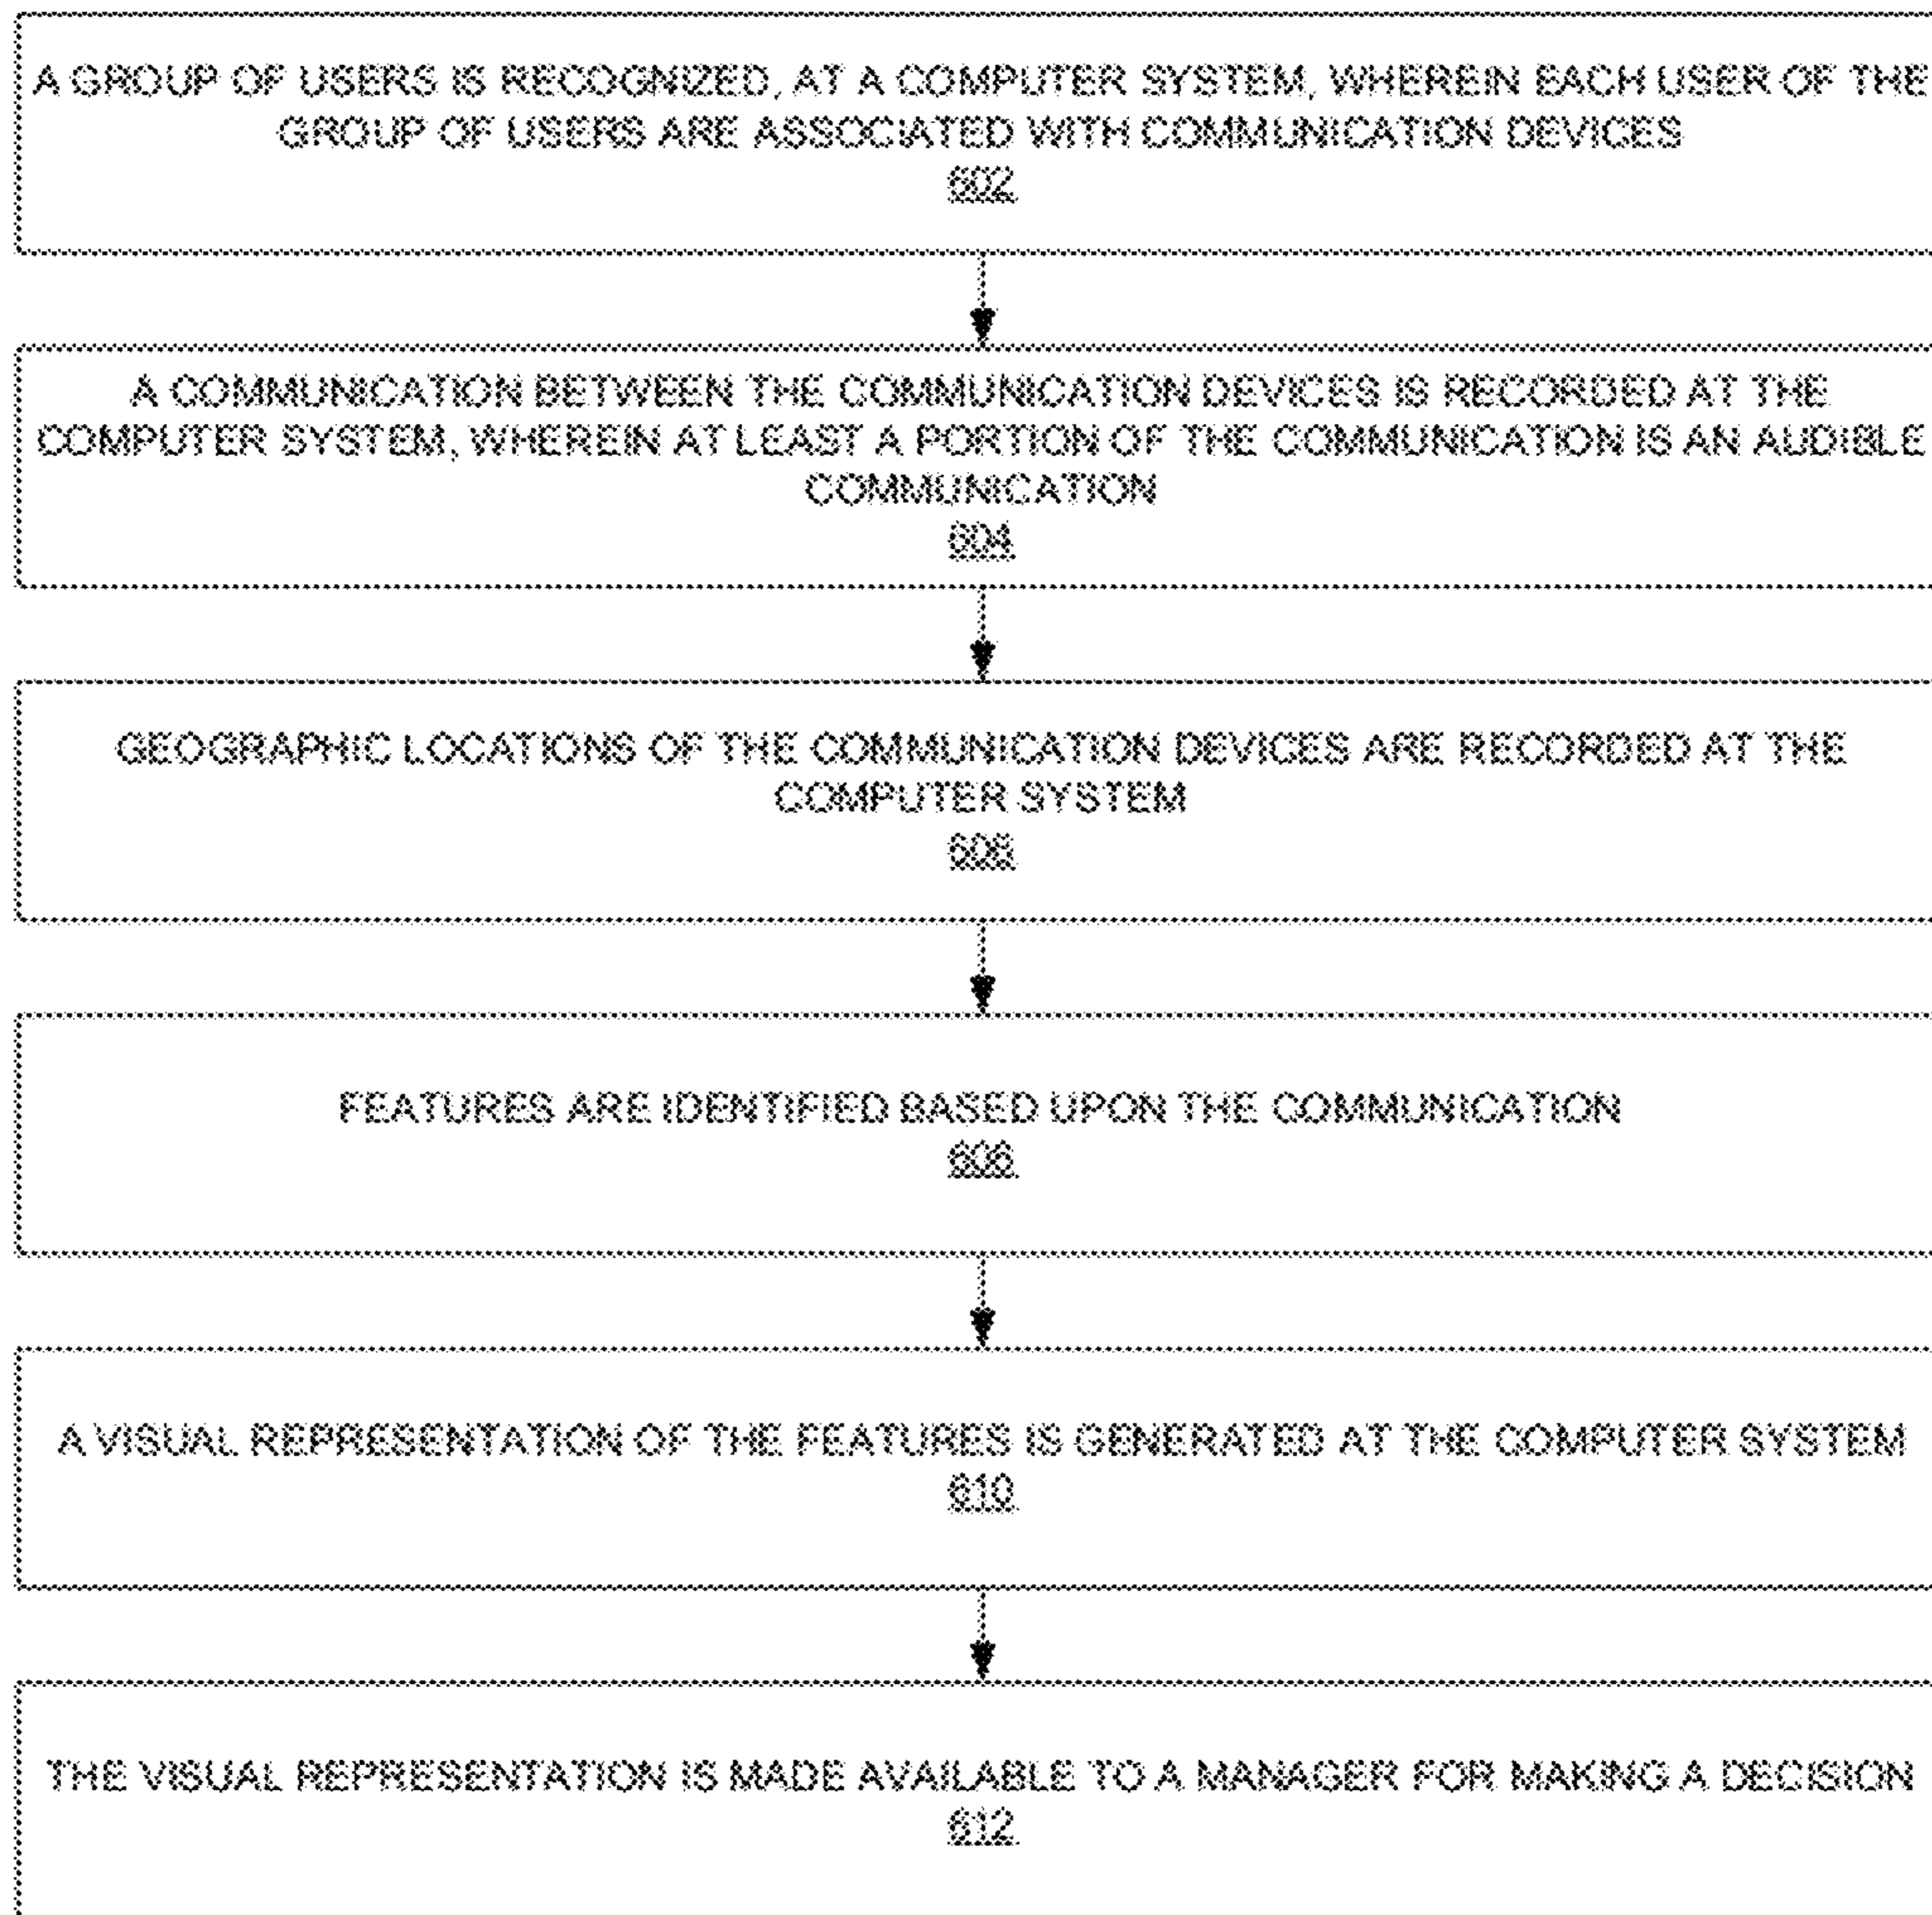 A GROUP OF USERS IS RECOGNIZED, AT A COMPUTER SYSTEM, WHEREIN EACH USER OF THE
GROUP OF USERS ARE ASSOCIATED WITH COMMUNICATION DEVICES
602
A COMMUNICATION BETWEEN THE COMMUNICATION DEVICES IS RECORDED AT THE
COMPUTER SYSTEM, WHEREIN AT LEAST A PORTION OF THE COMMUNICATION IS AN AUDIBLE
COMMUNICATION
604
GEOGRAPHIC LOCATIONS OF THE COMMUNICATION DEVICES ARE RECORDED AT THE
COMPUTER SYSTEM
FEATURES ARE IDENTIFIED BASED UPON THE COMMUNICATION
A VISUAL REPRESENTATION OF THE FEATURES IS GENERATED AT THE COMPUTER SYSTEM
610
THE VISUAL REPRESENTATION IS MADE AVAILABLE TO A MANAGER FOR MAKING A DECISION
612